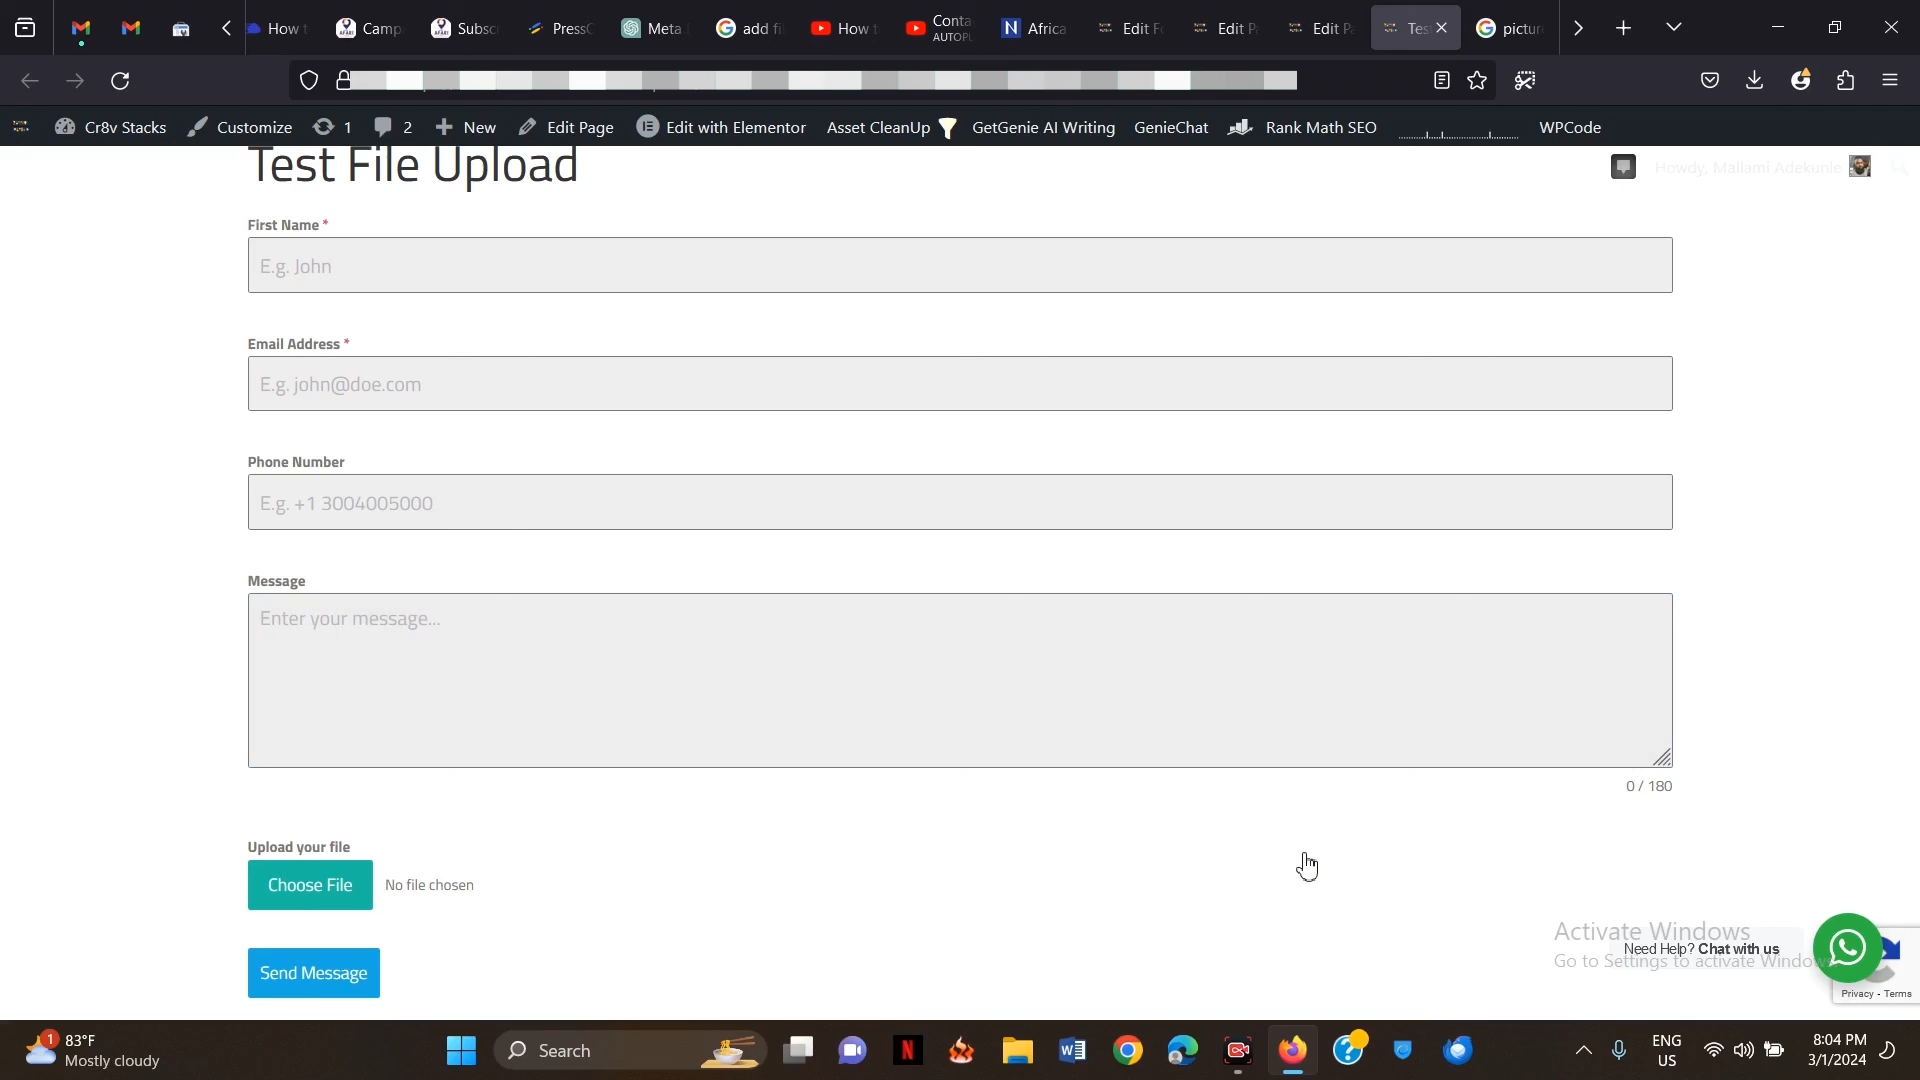 How
Camp
Subsc
Press
Meta
add fi
How
Conta
AUTOPL
N
Africa
Edit
Edit
Edit
Tes
pictur
Cr8v Stacks
Customize
1
2
New
Edit Page
Edit with Elementor
Asset CleanUp
GetGenie AI Writing
GenieChat
Rank Math SEO
WPCode
Test File Upload
Howdy, Mallami Adekunle
First Name *
E.g. John
Email Address *
E.g. john@doe.com
Phone Number
E.g. +1 3004005000
Message
Enter your message...
0 / 180
Upload your file
Choose File
No file chosen
Send Message
Activate Windows
Need Help? Chat with us
Go to Settings to activate Windows
Privacy - Terms
1
83°F
Mostly cloudy
Search
N
W
ENG
US
8:04 PM
3/1/2024